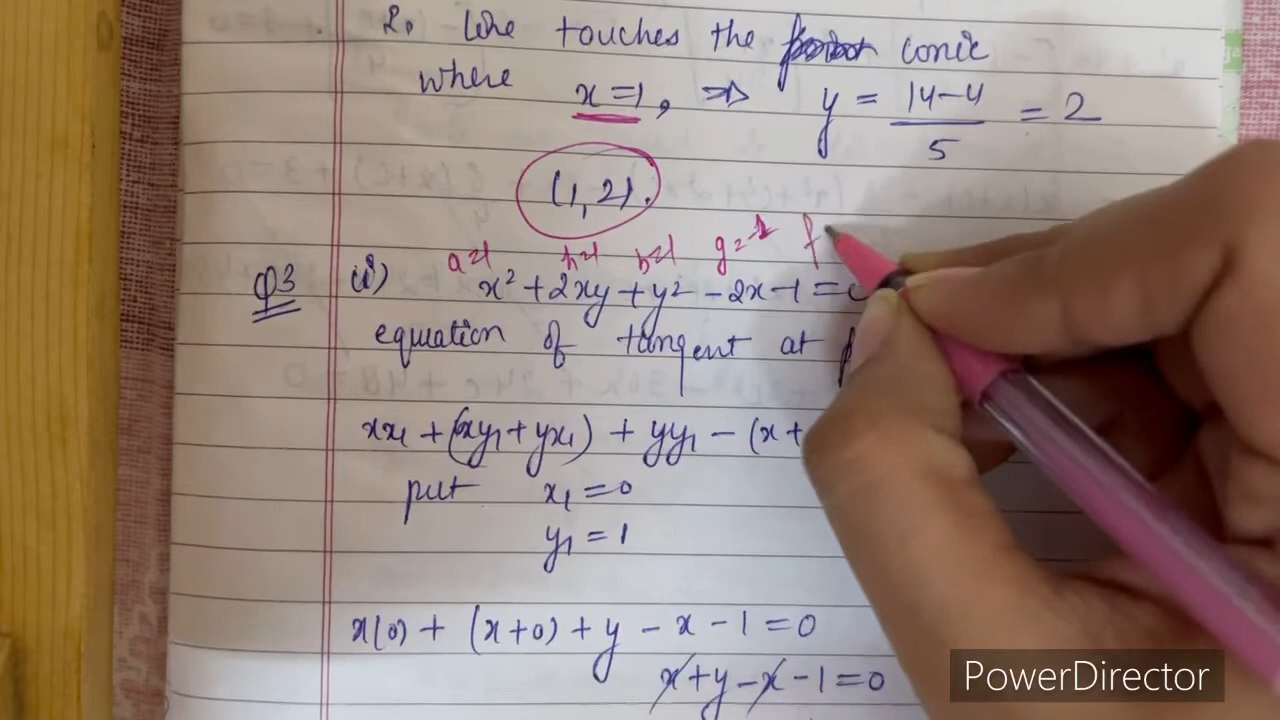 2. line touches the conic
where x=1, ⇒ y = 14-4/5 = 2
(1,2).
a=1 h=1 b=1 g=-1 f
Q3 (i) x² + 2xy + y² - 2x - 1 =
equation of tangent at
xx₁ + (xy₁ + yx₁) + yy₁ - (x+
put x₁ = 0
y₁ = 1
x(0) + (x+0) + y - x - 1 = 0
x + y - x - 1 = 0
PowerDirector